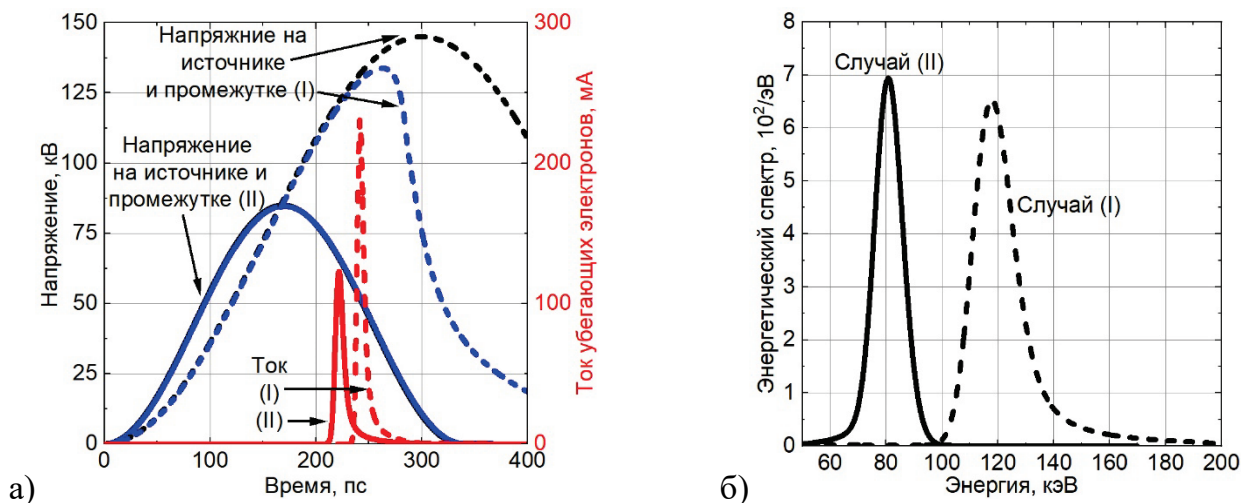 150
125
100
75
50
25
0
Напряжение, кВ
Напряжние на
источнике
и промежутке (I)
Напряжение
на источнике и
промежутке (II)
Ток
(I)
(II)
300
200
100
0
Ток убегающих электронов, мА
0 100 200 300 400
Время, пс
а)
8
7
6
5
4
3
2
1
0
Энергетический спектр, 10²/эВ
Случай (II)
Случай (I)
60 80 100 120 140 160 180 200
Энергия, кэВ
б)